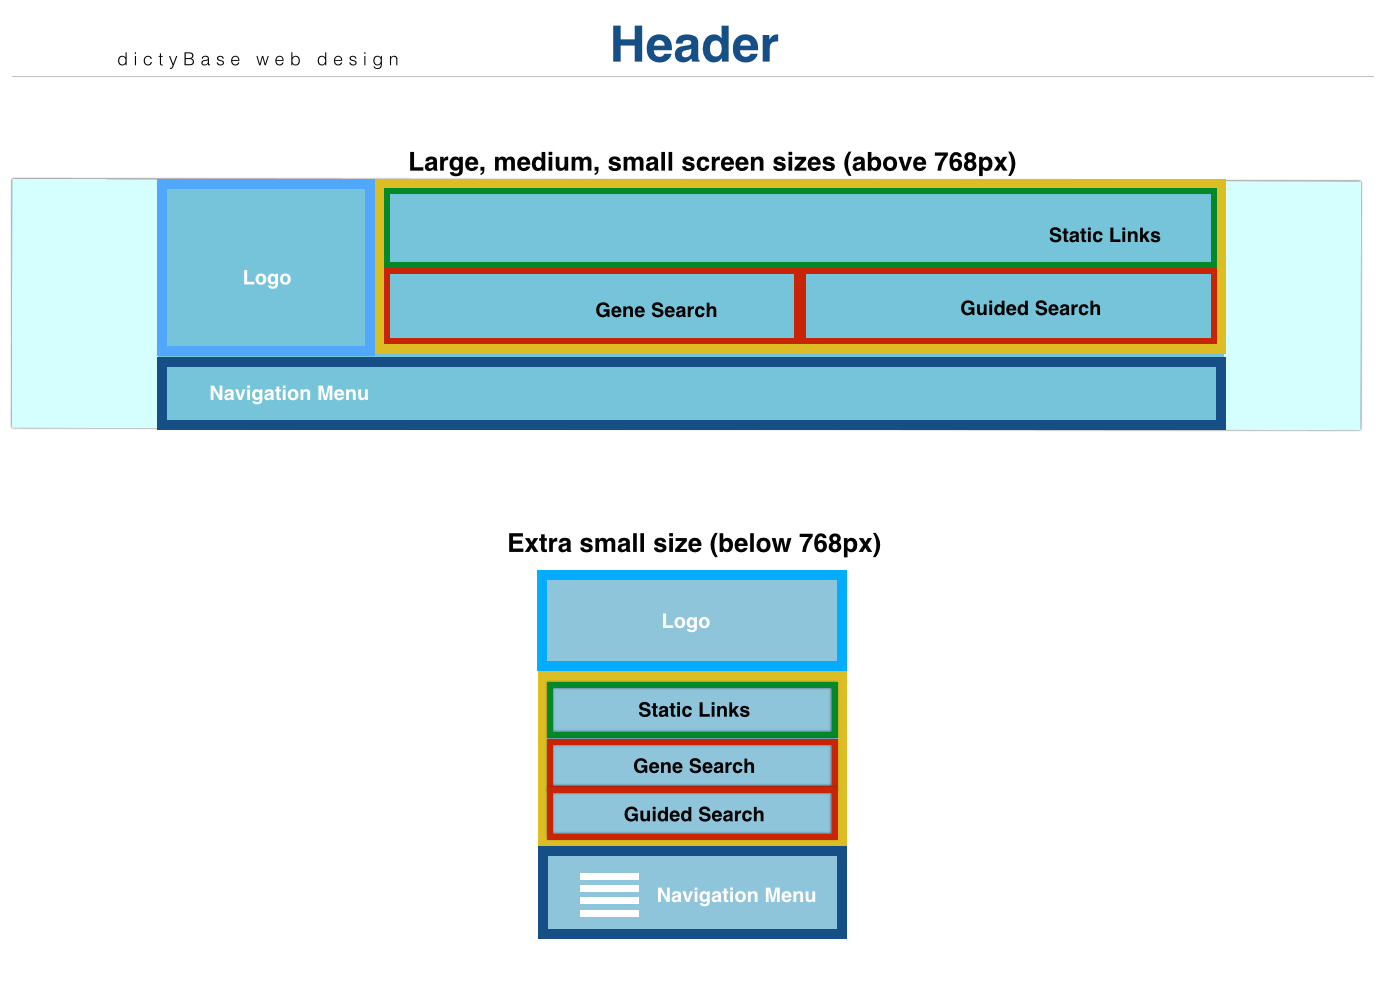 dictyBase web design
Header
Large, medium, small screen sizes (above 768px)
Logo
Static Links
Gene Search
Guided Search
Navigation Menu
Extra small size (below 768px)
Logo
Static Links
Gene Search
Guided Search
Navigation Menu